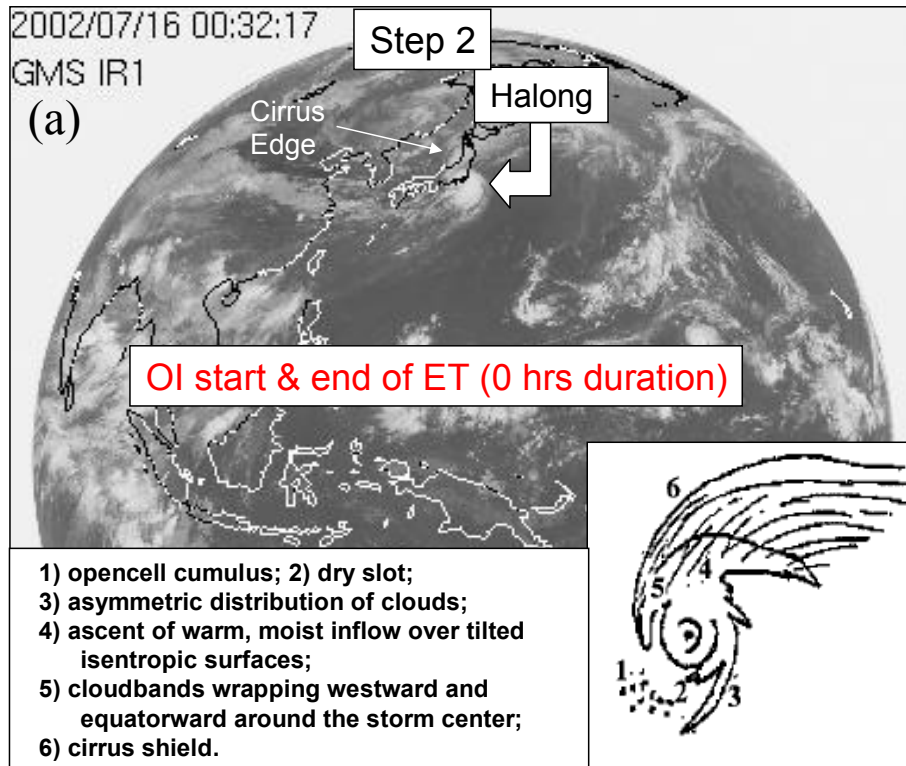 2002/07/16 00:32:17
GMS IR1
Step 2
(a)
Halong
Cirrus
Edge
OI start & end of ET (0 hrs duration)
1) opencell cumulus; 2) dry slot;
3) asymmetric distribution of clouds;
4) ascent of warm, moist inflow over tilted
isentropic surfaces;
5) cloudbands wrapping westward and
equatorward around the storm center;
6) cirrus shield.
6
4
5
1
2
3